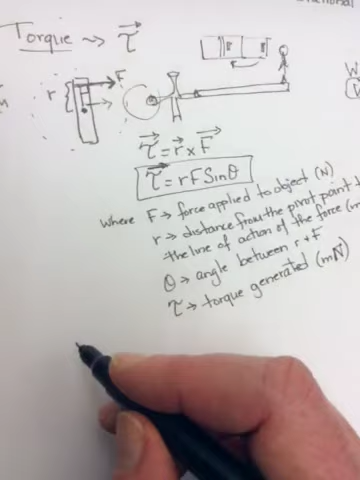 Torque → τ
r F
τ = r x F
τ = rFSinθ
where F → force applied to object (N)
r → distance from the pivot point t
the line of action of the force (m
θ → angle between r + F
τ → torque generated (mN)